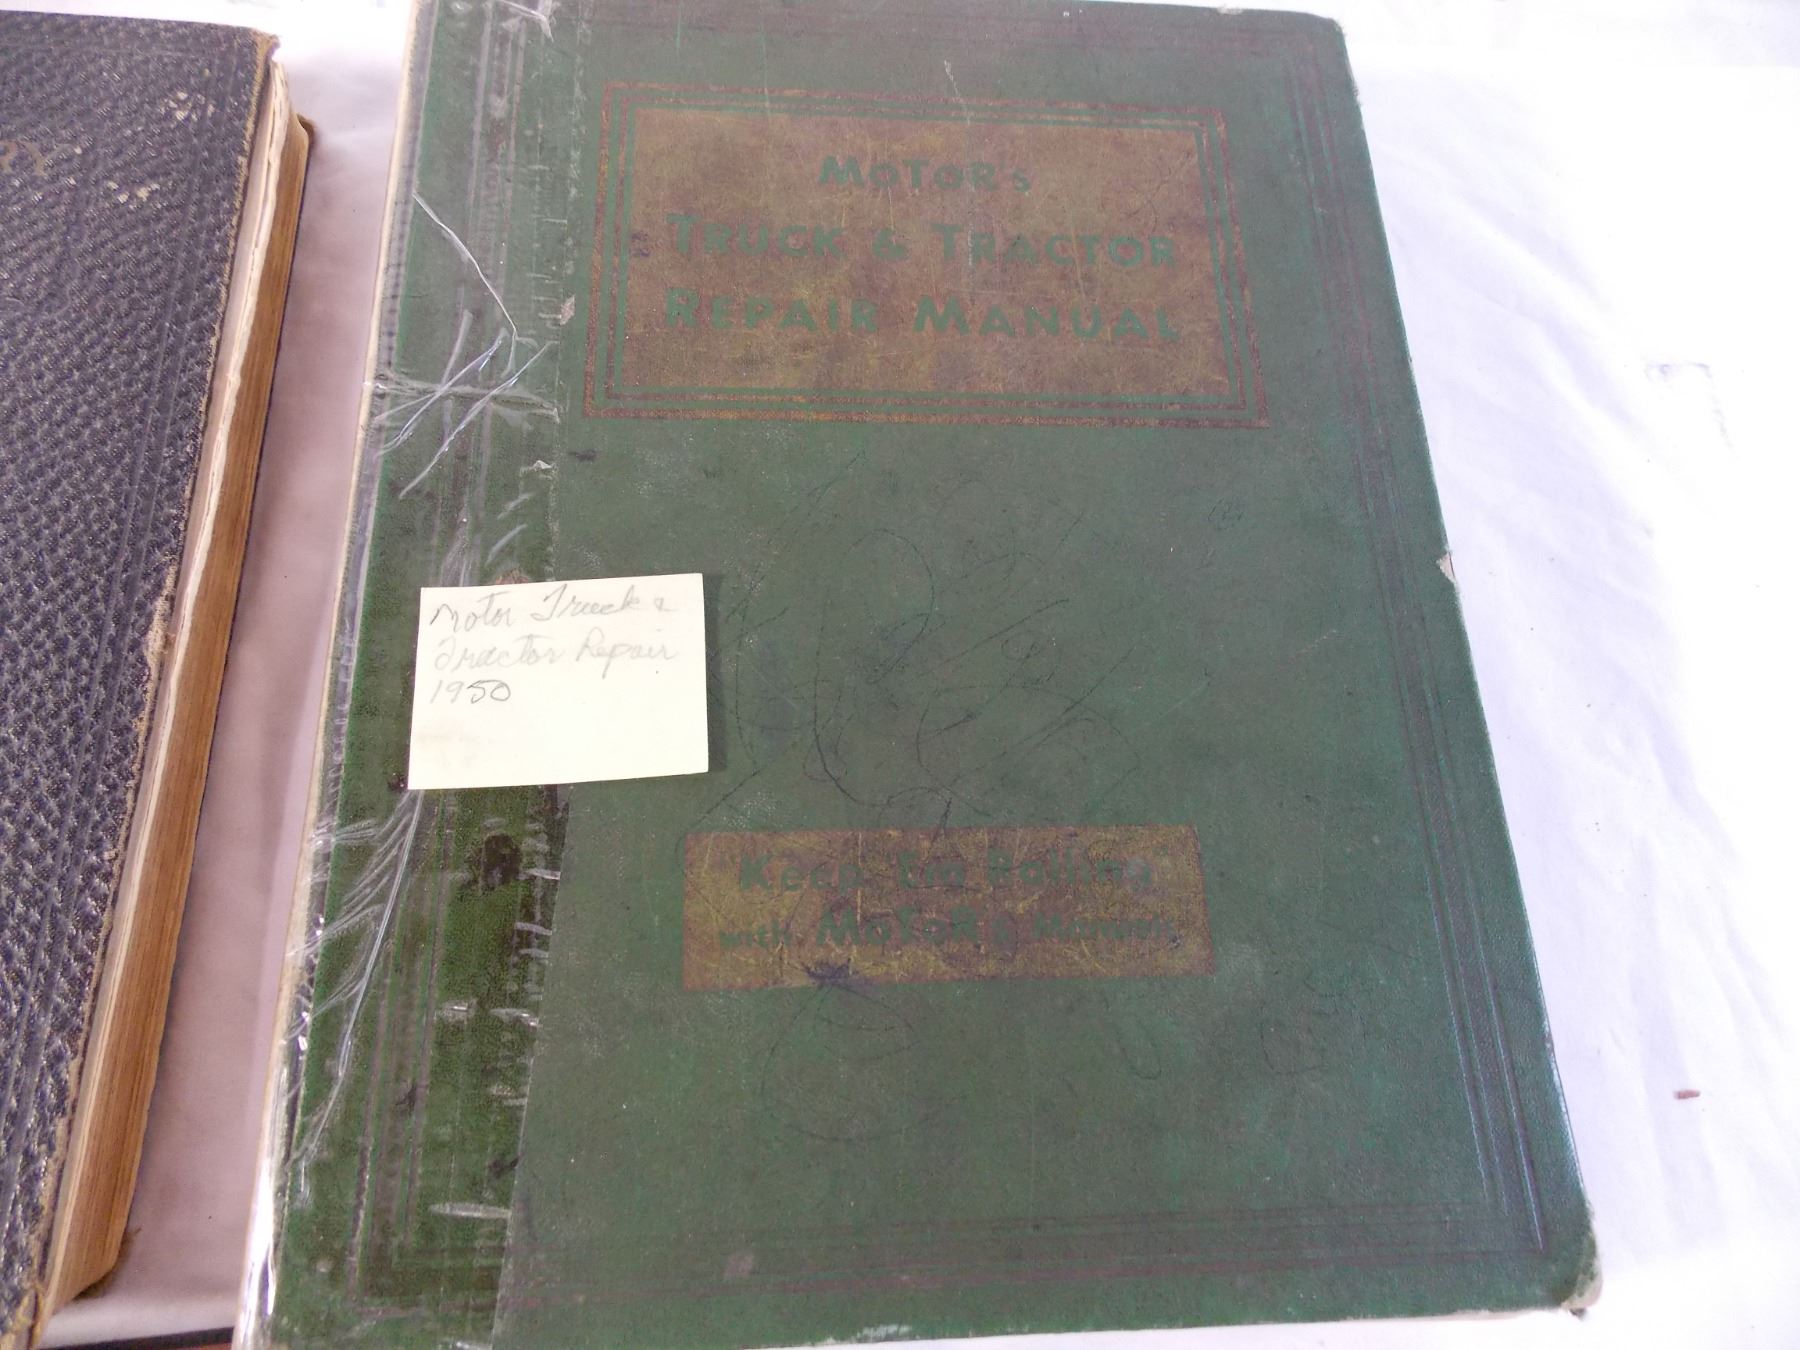 MoToR's
TRUCK & TRACTOR
REPAIR MANUAL
Motor Truck &
Tractor Repair
1950
"Keep 'Em Rolling"
with MoToR's Manuals